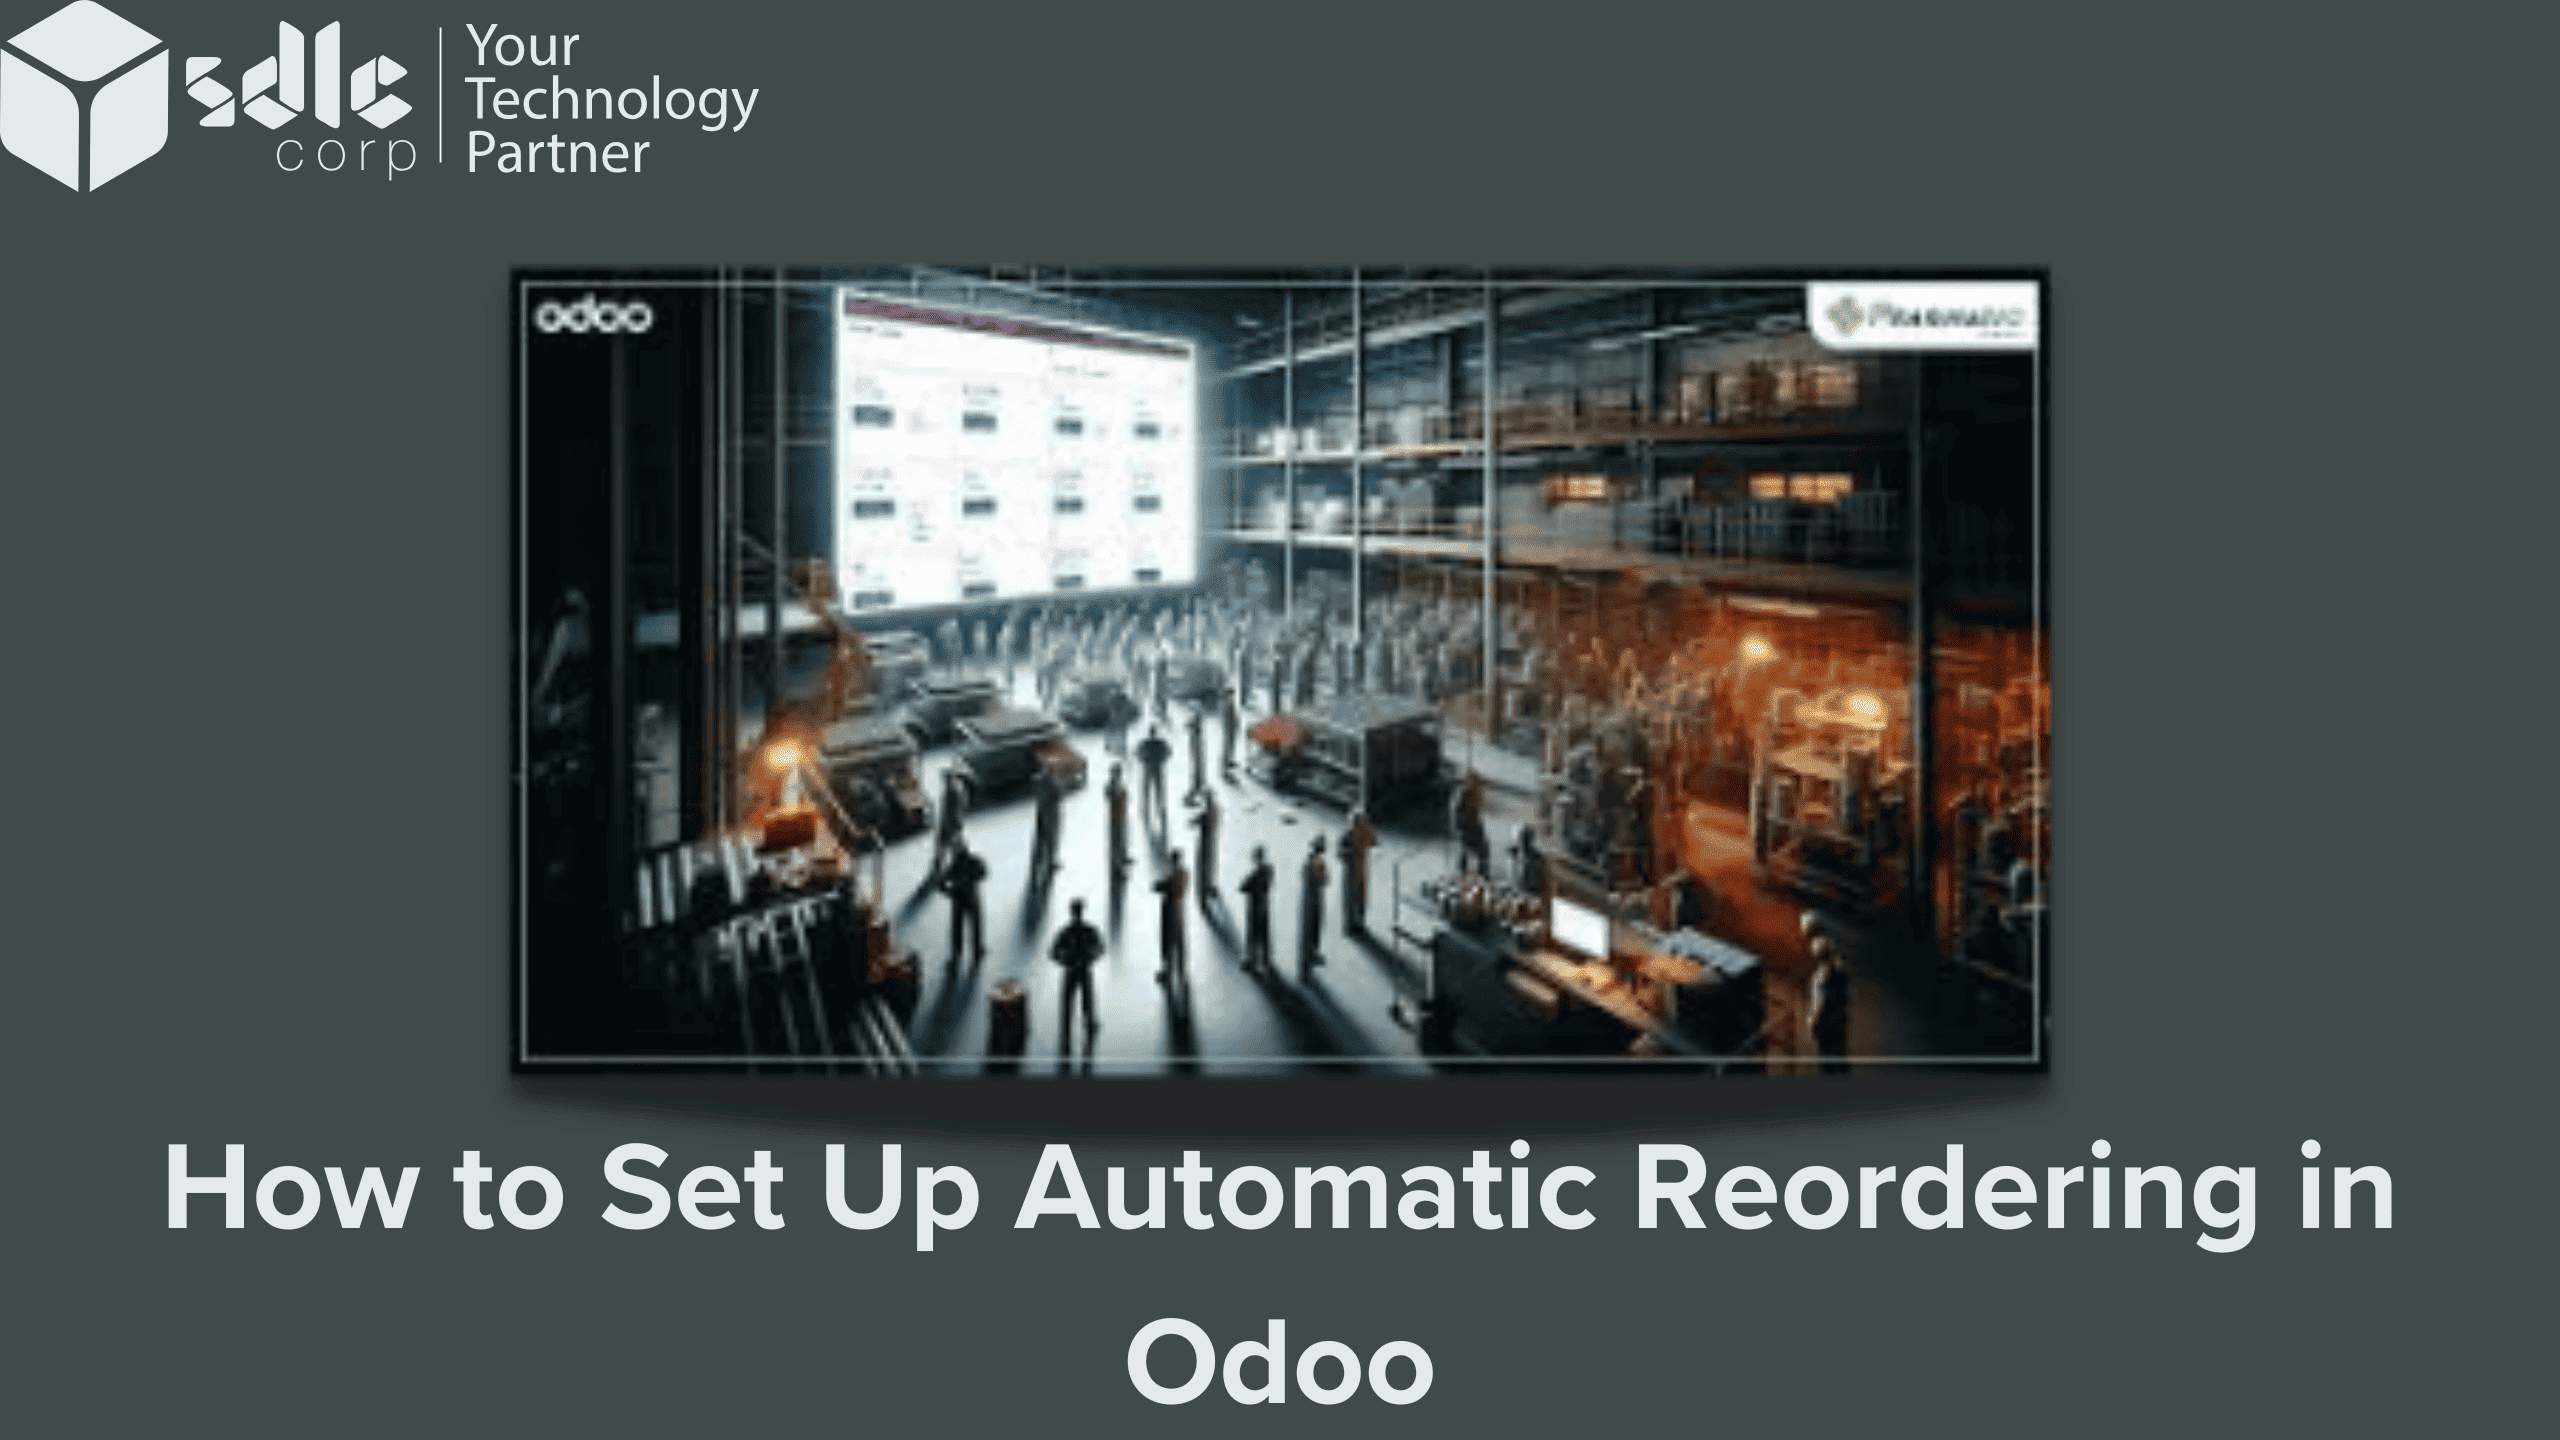 sdlc
corp
Your
Technology
Partner
odoo
How to Set Up Automatic Reordering in
Odoo